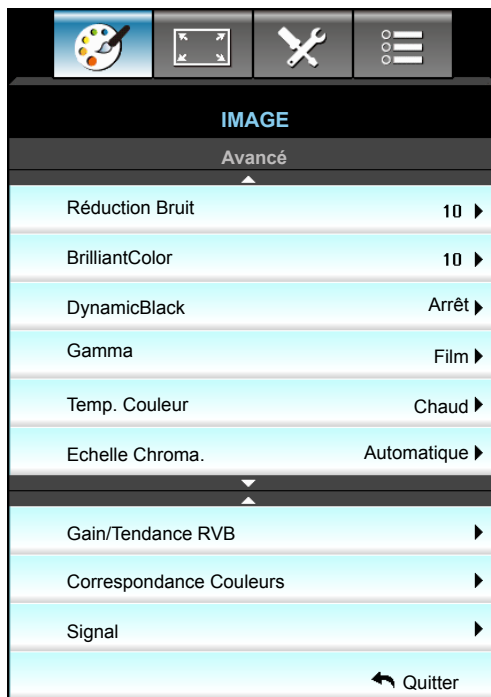 IMAGE
Avancé
Réduction Bruit 10
BrilliantColor 10
DynamicBlack Arrêt
Gamma Film
Temp. Couleur Chaud
Echelle Chroma. Automatique
Gain/Tendance RVB
Correspondance Couleurs
Signal
Quitter